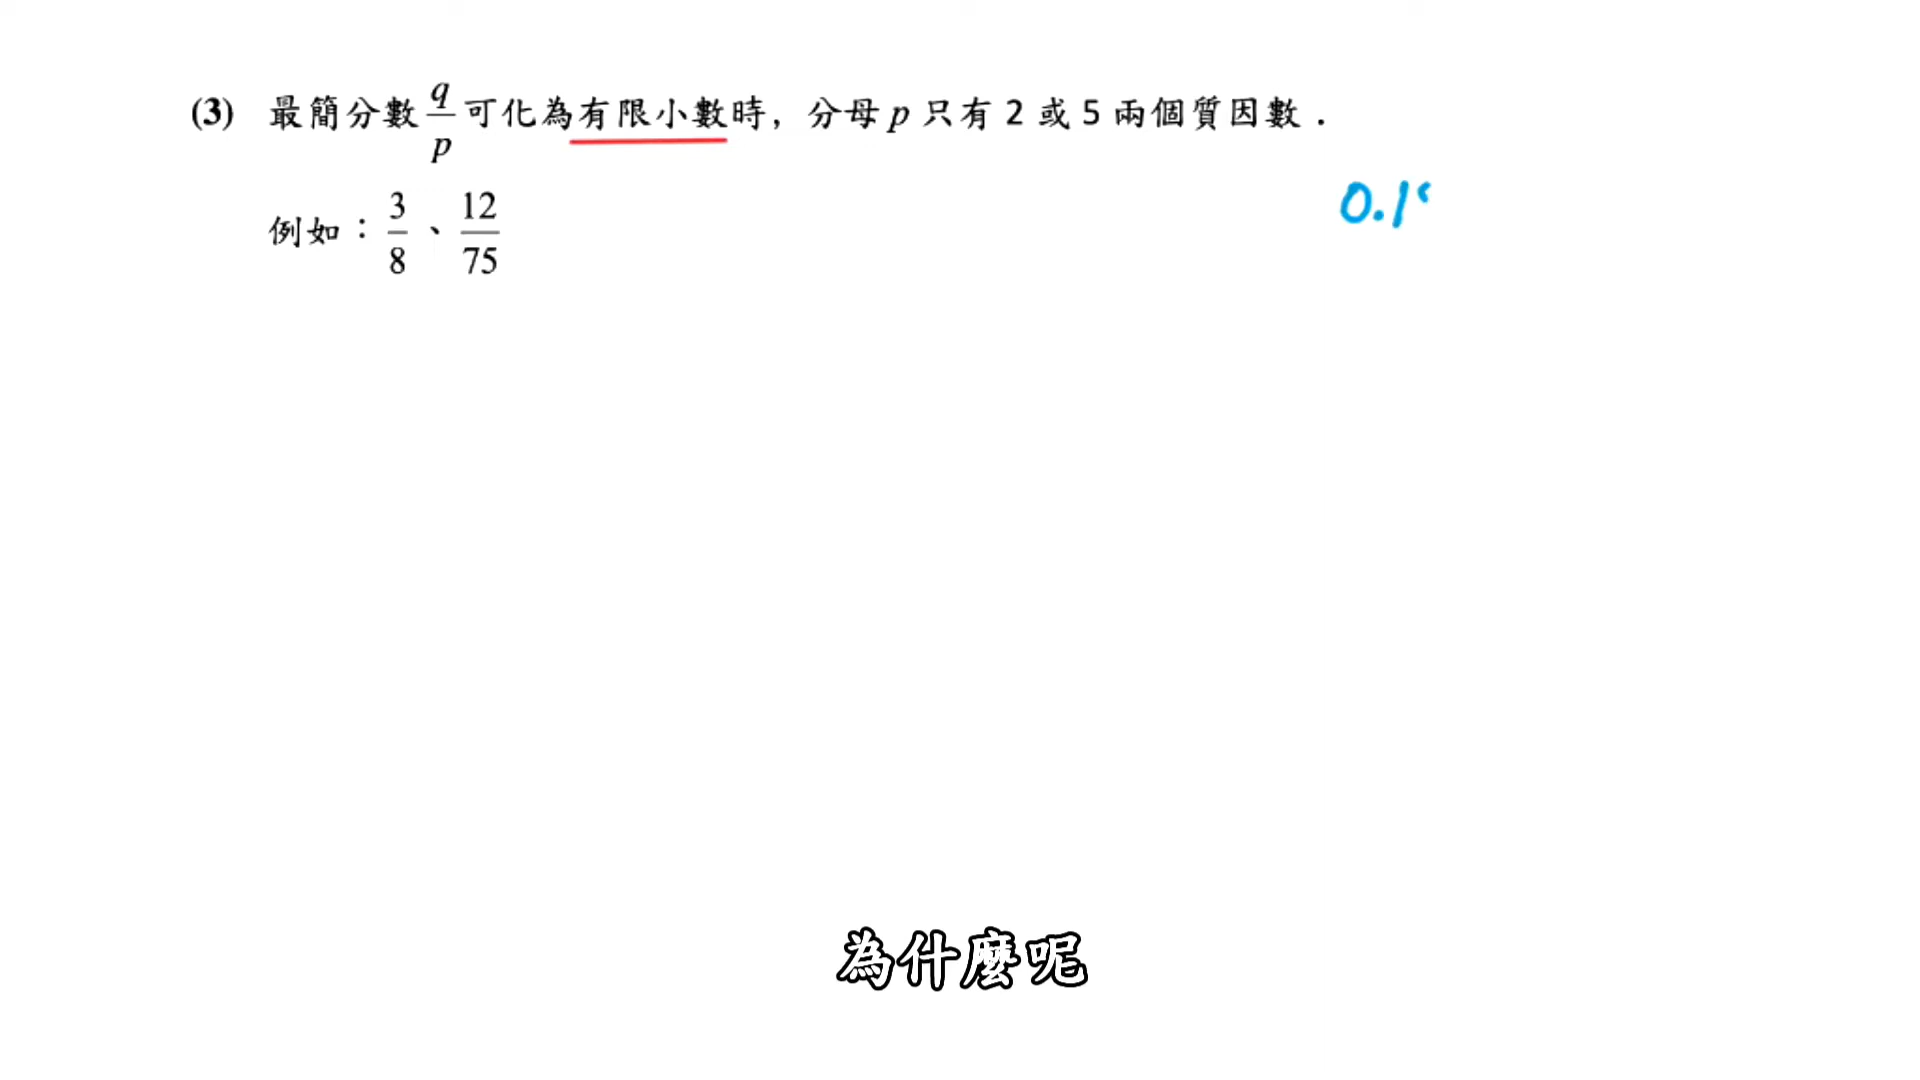 (3) 最簡分數 q/p 可化為有限小數時，分母 p 只有 2 或 5 兩個質因數．
0.1
例如：3/8、12/75
為什麼呢